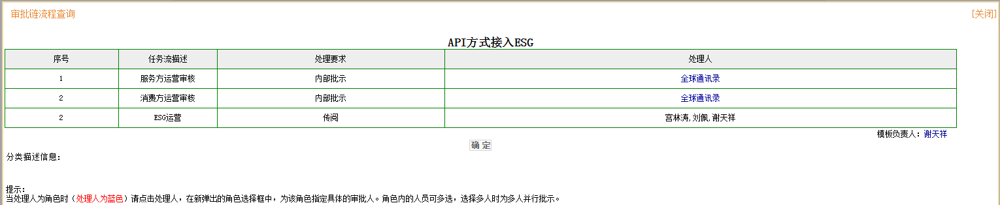 审批链流程查询 [关闭]
API方式接入ESG
序号 任务流描述 处理要求 处理人
1 服务方运营审核 内部批示 全球通讯录
2 消费方运营审核 内部批示 全球通讯录
2 ESG运营 传阅 宫林涛,刘佩,谢天祥
模板负责人：谢天祥
确 定
分类描述信息：
提示：
当处理人为角色时（处理人为蓝色）请点击处理人，在新弹出的角色选择框中，为该角色指定具体的审批人。角色内的人员可多选，选择多人时为多人并行批示。